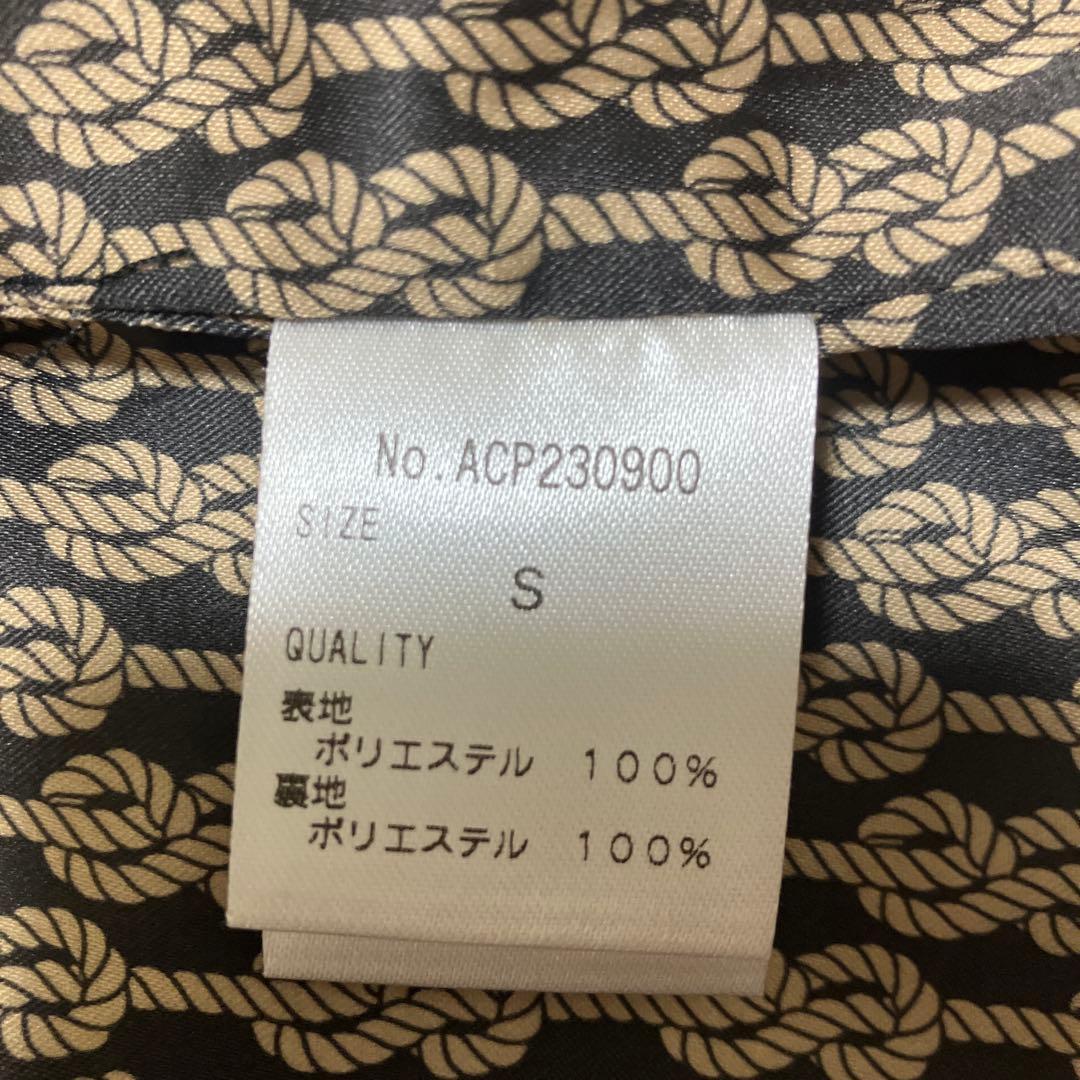 No.ACP230900
SIZE
S
QUALITY
表地
ポリエステル 100%
裏地
ポリエステル 100%